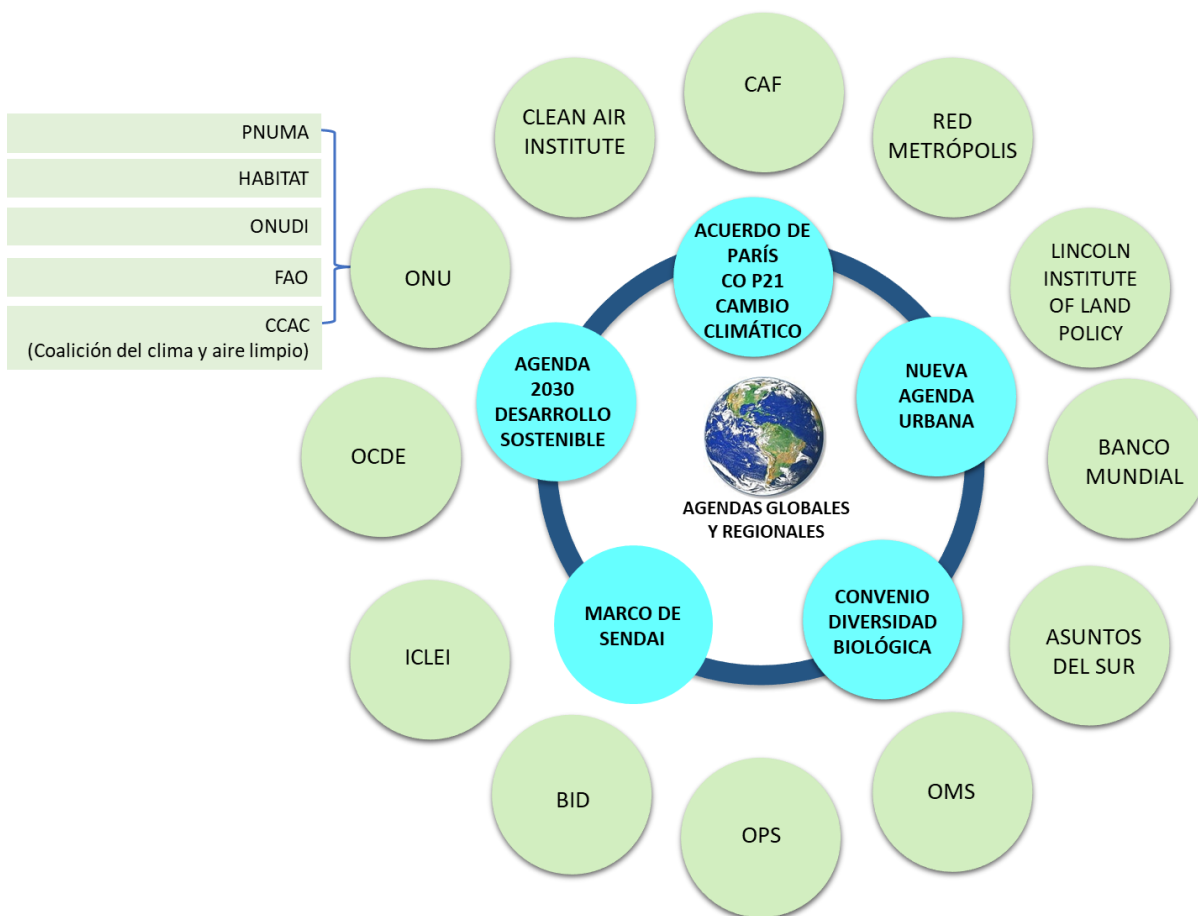 CAF
CLEAN AIR
INSTITUTE
RED
METRÓPOLIS
PNUMA
HABITAT
ONUDI
FAO
CCAC
(Coalición del clima y aire limpio)
ONU
LINCOLN
INSTITUTE
OF LAND
POLICY
ACUERDO DE
PARÍS
CO P21
CAMBIO
CLIMÁTICO
AGENDA
2030
DESARROLLO
SOSTENIBLE
NUEVA
AGENDA
URBANA
OCDE
BANCO
MUNDIAL
AGENDAS GLOBALES
Y REGIONALES
MARCO DE
SENDAI
CONVENIO
DIVERSIDAD
BIOLÓGICA
ICLEI
ASUNTOS
DEL SUR
BID
OPS
OMS